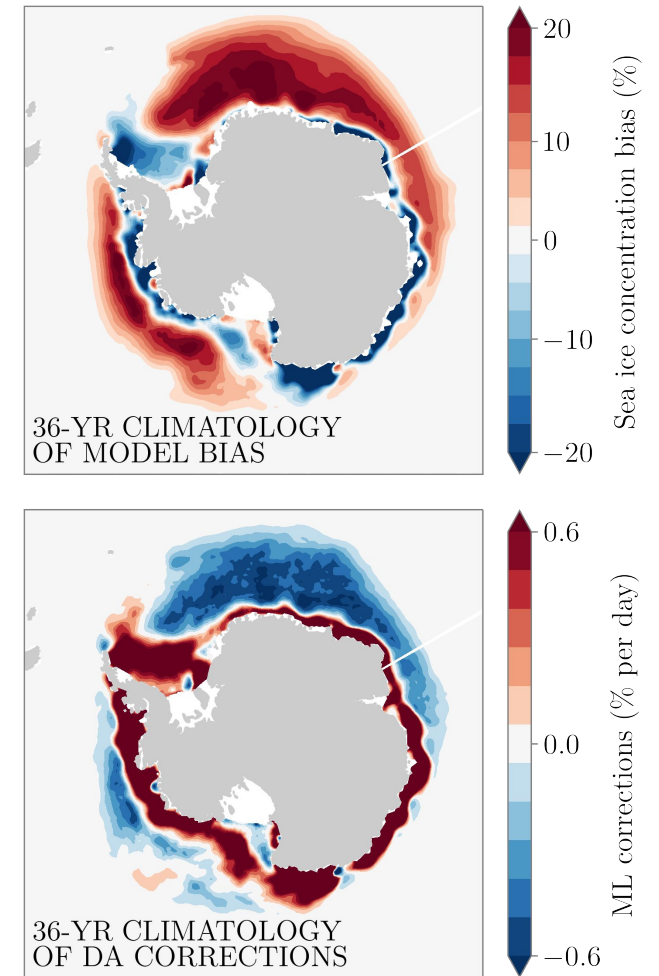 20
10
0
−10
−20
Sea ice concentration bias (%)
36-YR CLIMATOLOGY
OF MODEL BIAS
0.6
0.0
−0.6
ML corrections (% per day)
36-YR CLIMATOLOGY
OF DA CORRECTIONS